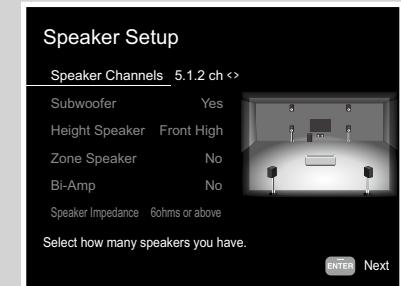 Speaker Setup
Speaker Channels 5.1.2 ch <>
Subwoofer Yes
Height Speaker Front High
Zone Speaker No
Bi-Amp No
Speaker Impedance 6ohms or above
Select how many speakers you have.
ENTER Next